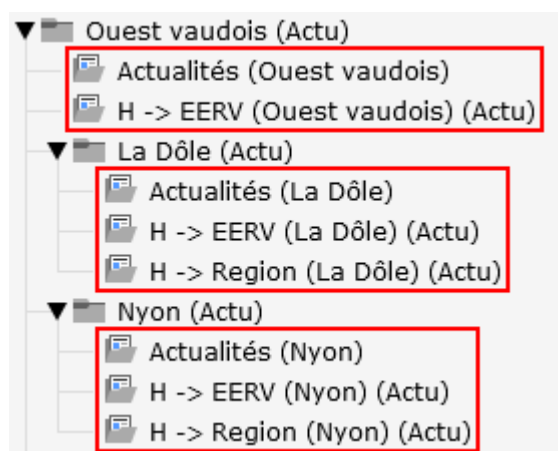 Ouest vaudois (Actu)
Actualités (Ouest vaudois)
H -> EERV (Ouest vaudois) (Actu)
La Dôle (Actu)
Actualités (La Dôle)
H -> EERV (La Dôle) (Actu)
H -> Region (La Dôle) (Actu)
Nyon (Actu)
Actualités (Nyon)
H -> EERV (Nyon) (Actu)
H -> Region (Nyon) (Actu)